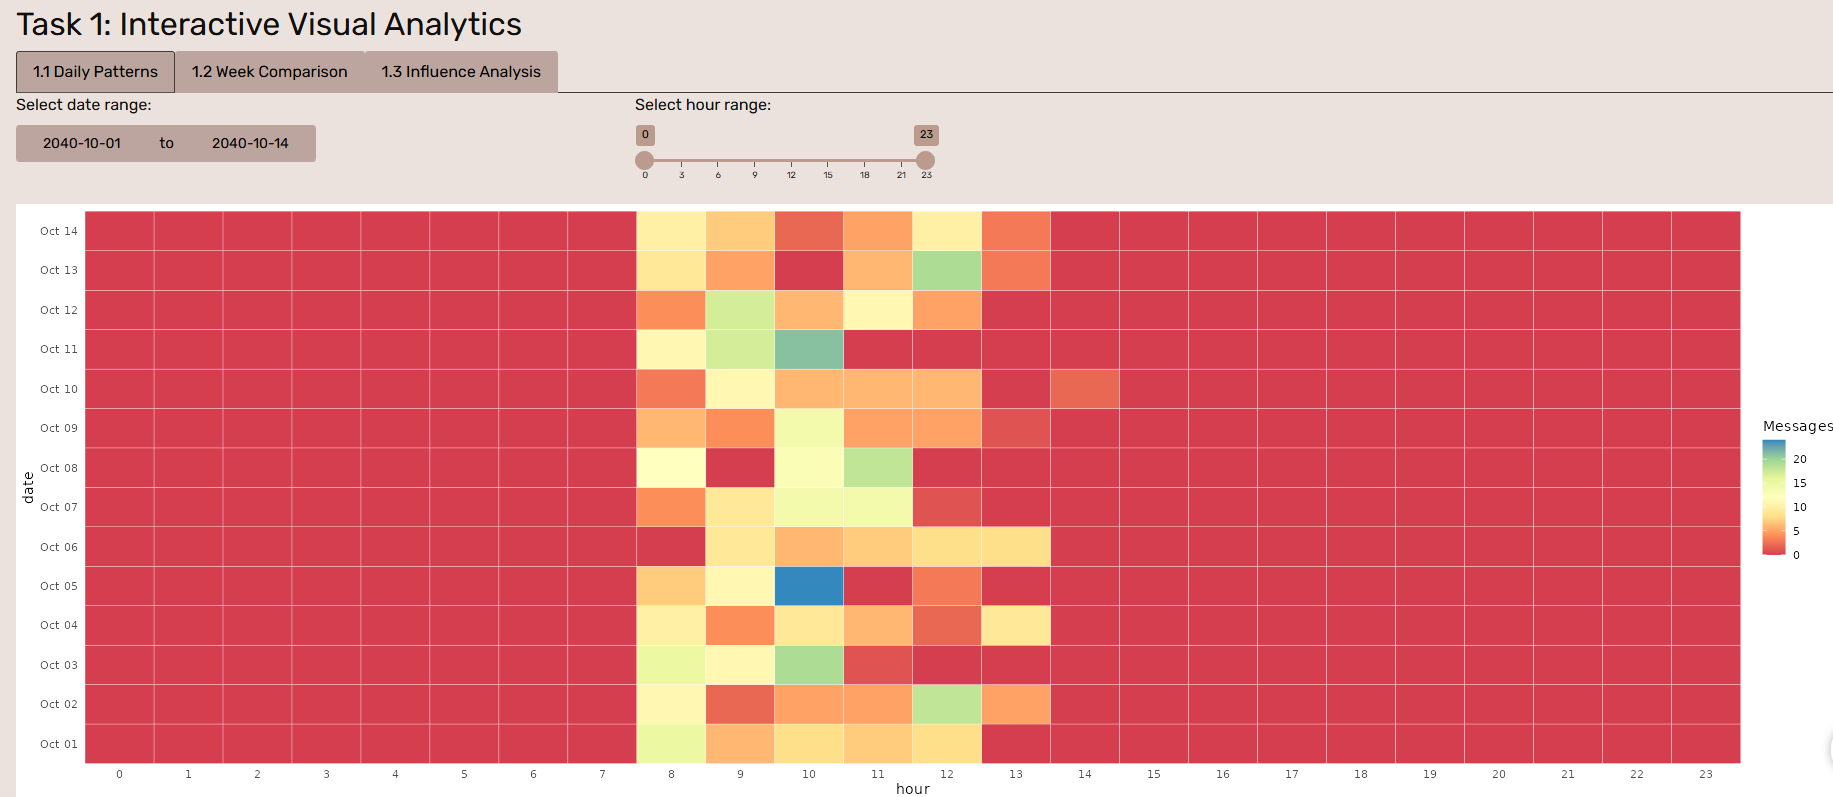 Task 1: Interactive Visual Analytics
1.1 Daily Patterns 1.2 Week Comparison 1.3 Influence Analysis
Select date range: Select hour range:
2040-10-01 to 2040-10-14
0 23
0 3 6 9 12 15 18 21 23
Oct 14
Oct 13
Oct 12
Oct 11
Oct 10
Oct 09
Oct 08
Oct 07
Oct 06
Oct 05
Oct 04
Oct 03
Oct 02
Oct 01
date
0 1 2 3 4 5 6 7 8 9 10 11 12 13 14 15 16 17 18 19 20 21 22 23
hour
Messages
20
15
10
5
0